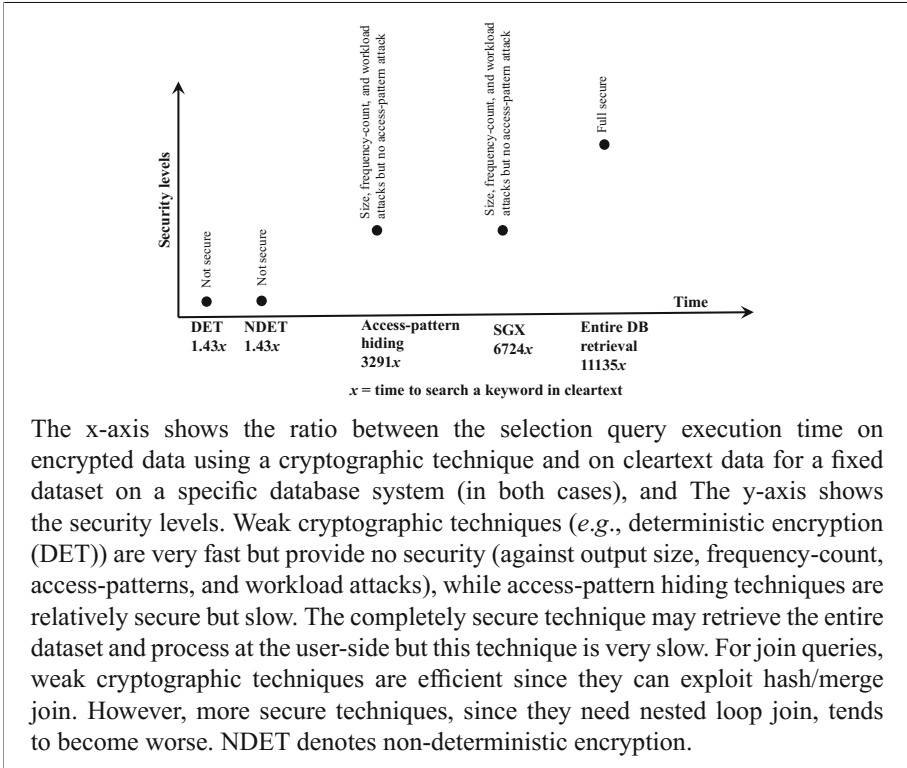 Security levels
Not secure
Not secure
Size, frequency-count, and workload
attacks but no access-pattern attack
Size, frequency-count, and workload
attacks but no access-pattern attack
Full secure
Time
DET
1.43x
NDET
1.43x
Access-pattern
hiding
3291x
SGX
6724x
Entire DB
retrieval
11135x
x = time to search a keyword in cleartext
The x-axis shows the ratio between the selection query execution time on
encrypted data using a cryptographic technique and on cleartext data for a fixed
dataset on a specific database system (in both cases), and The y-axis shows
the security levels. Weak cryptographic techniques (e.g., deterministic encryption
(DET)) are very fast but provide no security (against output size, frequency-count,
access-patterns, and workload attacks), while access-pattern hiding techniques are
relatively secure but slow. The completely secure technique may retrieve the entire
dataset and process at the user-side but this technique is very slow. For join queries,
weak cryptographic techniques are efficient since they can exploit hash/merge
join. However, more secure techniques, since they need nested loop join, tends
to become worse. NDET denotes non-deterministic encryption.